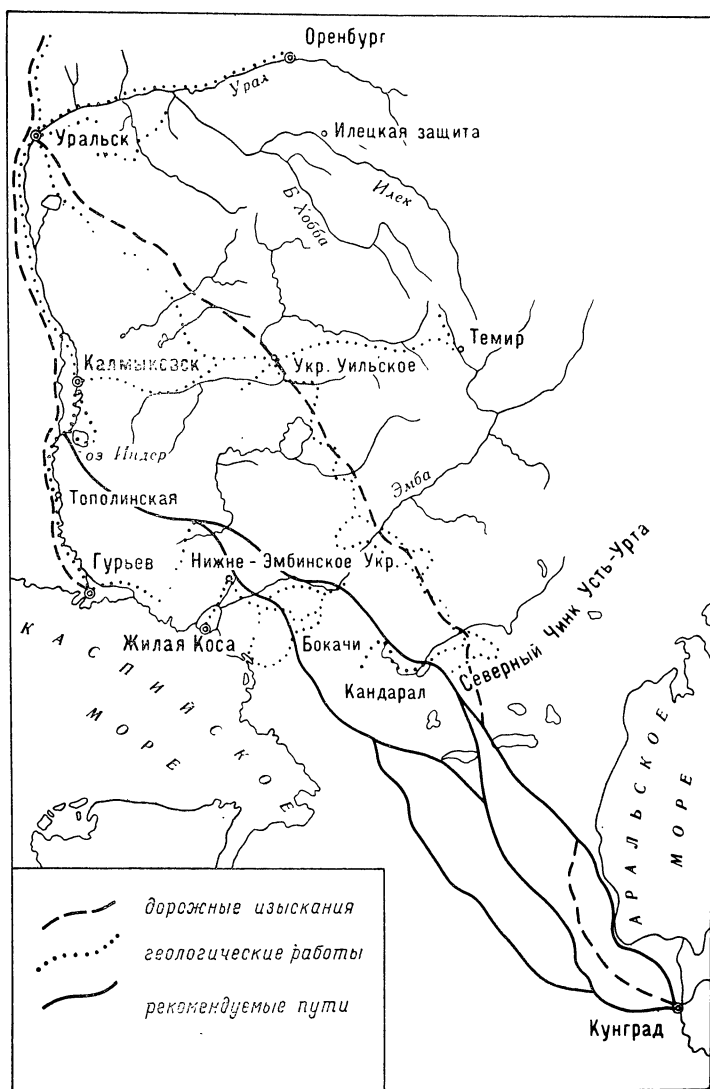 Оренбург
Урал
Уральск
Илецкая защита
Илек
Б Хобба
Калмыковск
Укр. Уильское
Темир
оз Индер
Эмба
Тополинская
Гурьев
Нижне-Эмбинское Укр.
Северный Чинк Усть-Урта
Жилая Коса
Бокачи
Кандарал
КАСПИЙСКОЕ
МОРЕ
АРАЛЬСКОЕ
МОРЕ
дорожные изыскания
геологические работы
рекомендуемые пути
Кунград